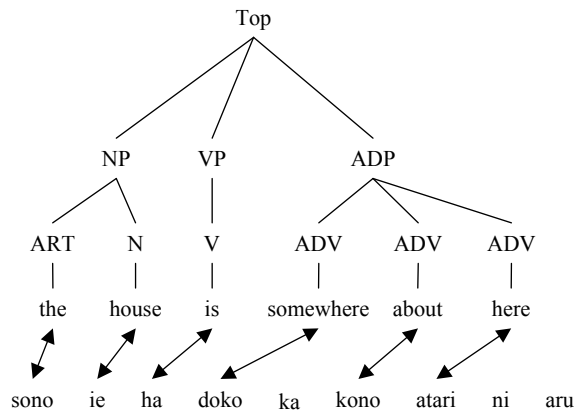 Top
NP VP ADP
ART N V ADV ADV ADV
the house is somewhere about here
sono ie ha doko ka kono atari ni aru